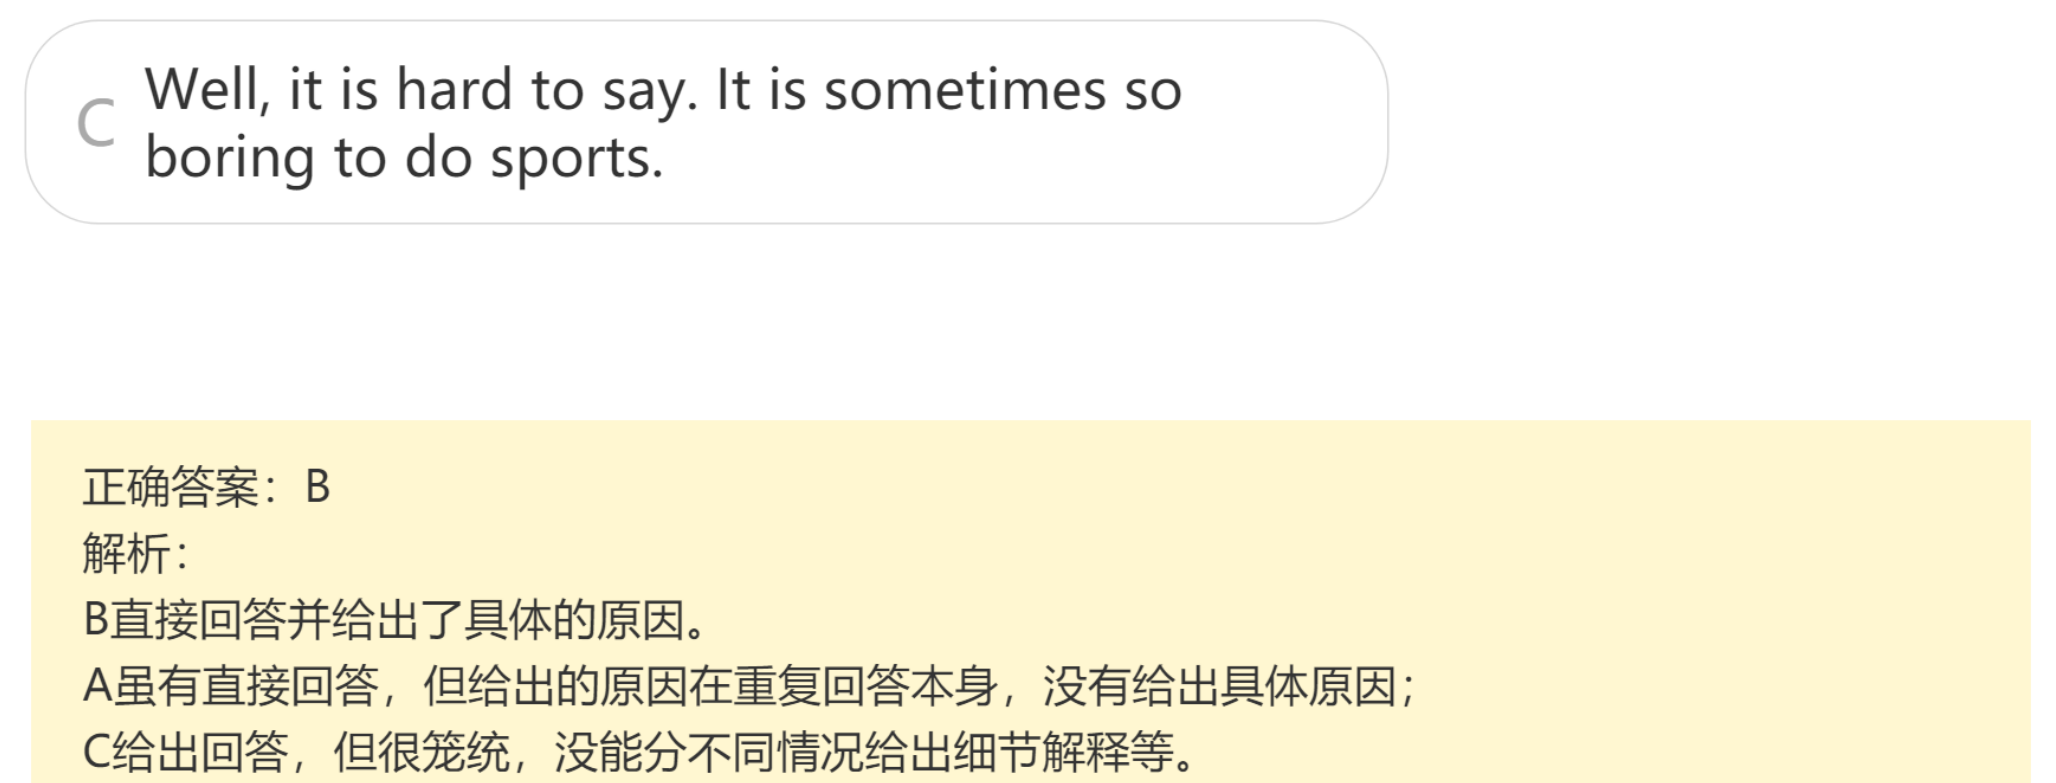 C
Well, it is hard to say. It is sometimes so
boring to do sports.
正确答案：B
解析：
B直接回答并给出了具体的原因。
A虽有直接回答，但给出的原因在重复回答本身，没有给出具体原因；
C给出回答，但很笼统，没能分不同情况给出细节解释等。